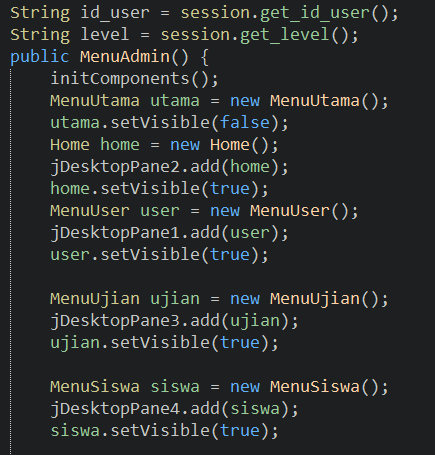 String id_user = session.get_id_user();
String level = session.get_level();
public MenuAdmin() {
    initComponents();
    MenuUtama utama = new MenuUtama();
    utama.setVisible(false);
    Home home = new Home();
    jDesktopPane2.add(home);
    home.setVisible(true);
    MenuUser user = new MenuUser();
    jDesktopPane1.add(user);
    user.setVisible(true);

    MenuUjian ujian = new MenuUjian();
    jDesktopPane3.add(ujian);
    ujian.setVisible(true);

    MenuSiswa siswa = new MenuSiswa();
    jDesktopPane4.add(siswa);
    siswa.setVisible(true);